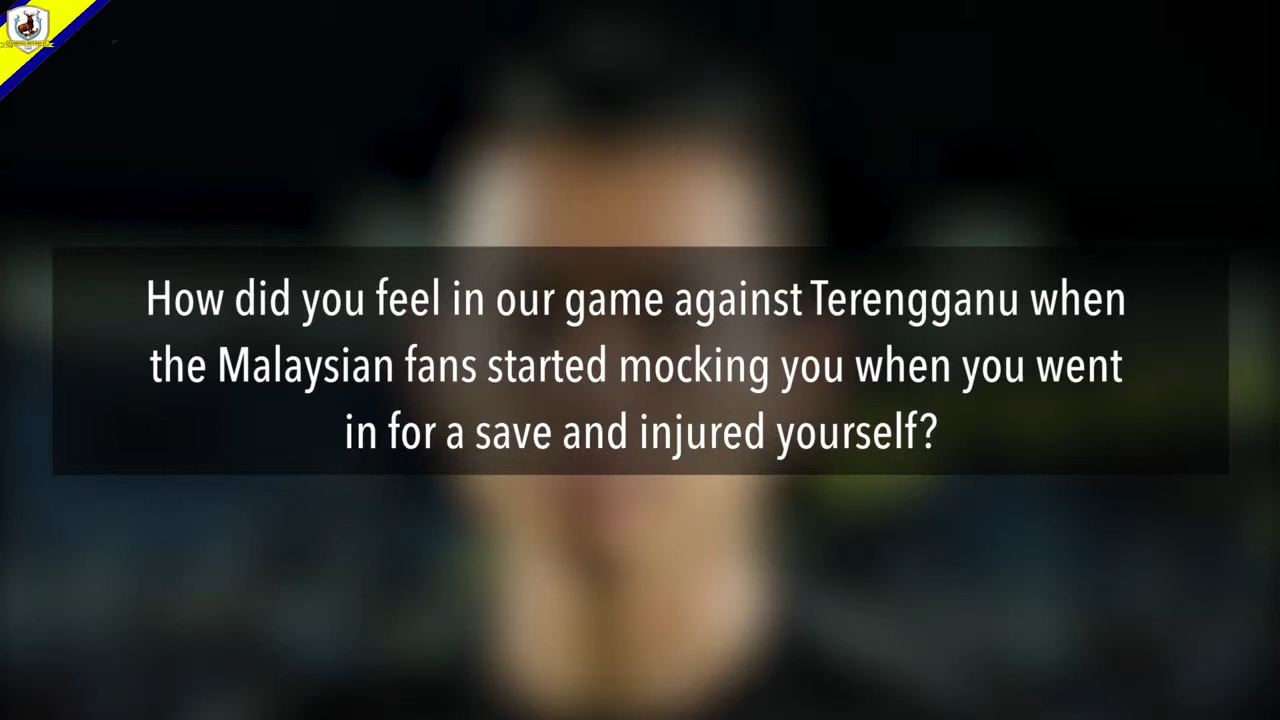 How did you feel in our game against Terengganu when
the Malaysian fans started mocking you when you went
in for a save and injured yourself?